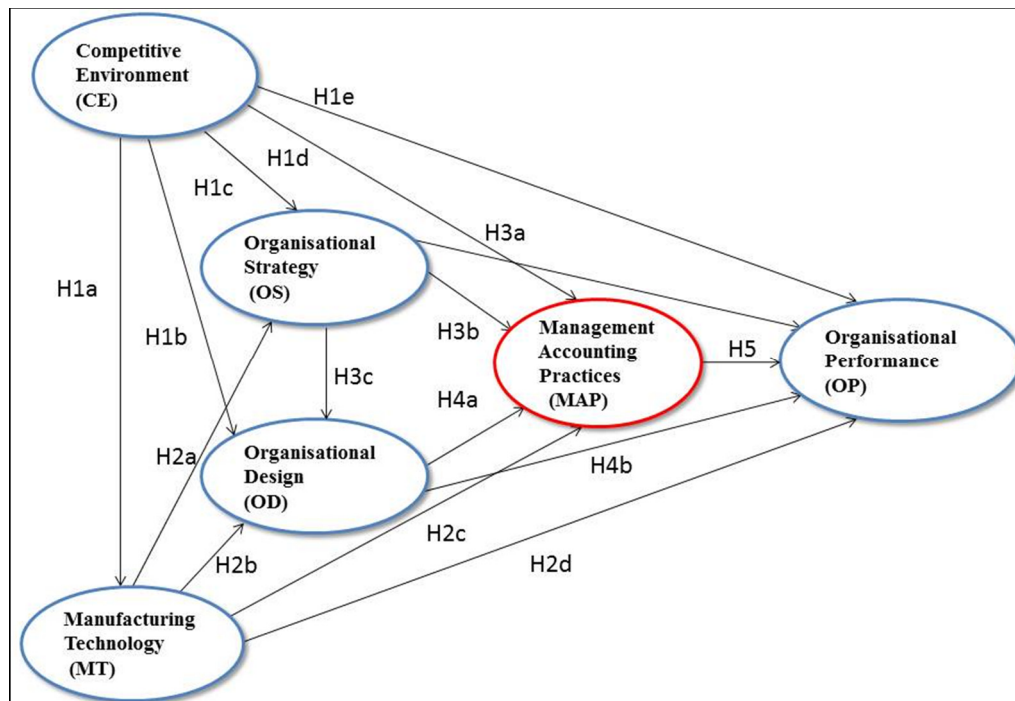 Competitive
Environment
(CE)
H1e
H1d
H1c
H3a
Organisational
Strategy
(OS)
H1a
H1b
H3b
Management
Accounting
Practices
(MAP)
H5
Organisational
Performance
(OP)
H3c
H4a
H2a
Organisational
Design
(OD)
H4b
H2c
H2b
H2d
Manufacturing
Technology
(MT)